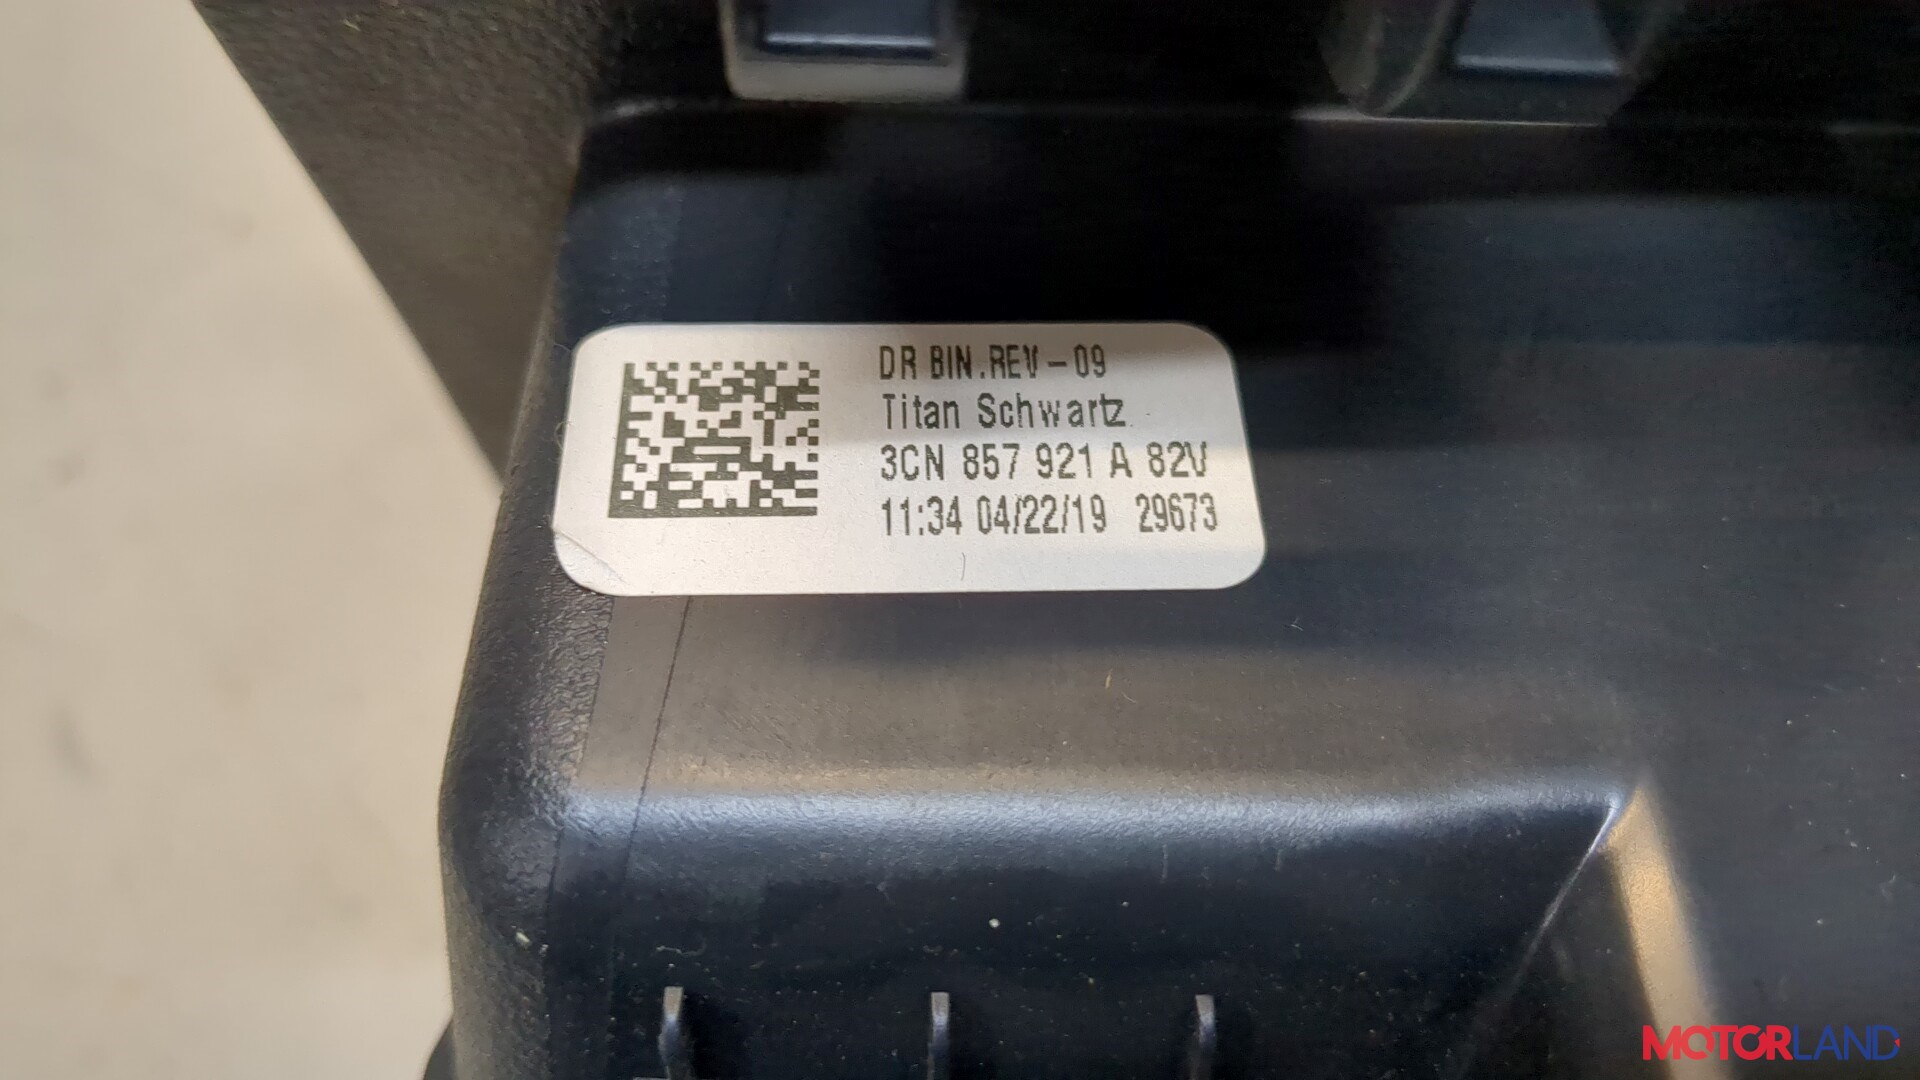 DR BIN.REV-09
Titan Schwartz
3CN 857 921 A 82V
11:34 04/22/19 29673
MOTORLAND